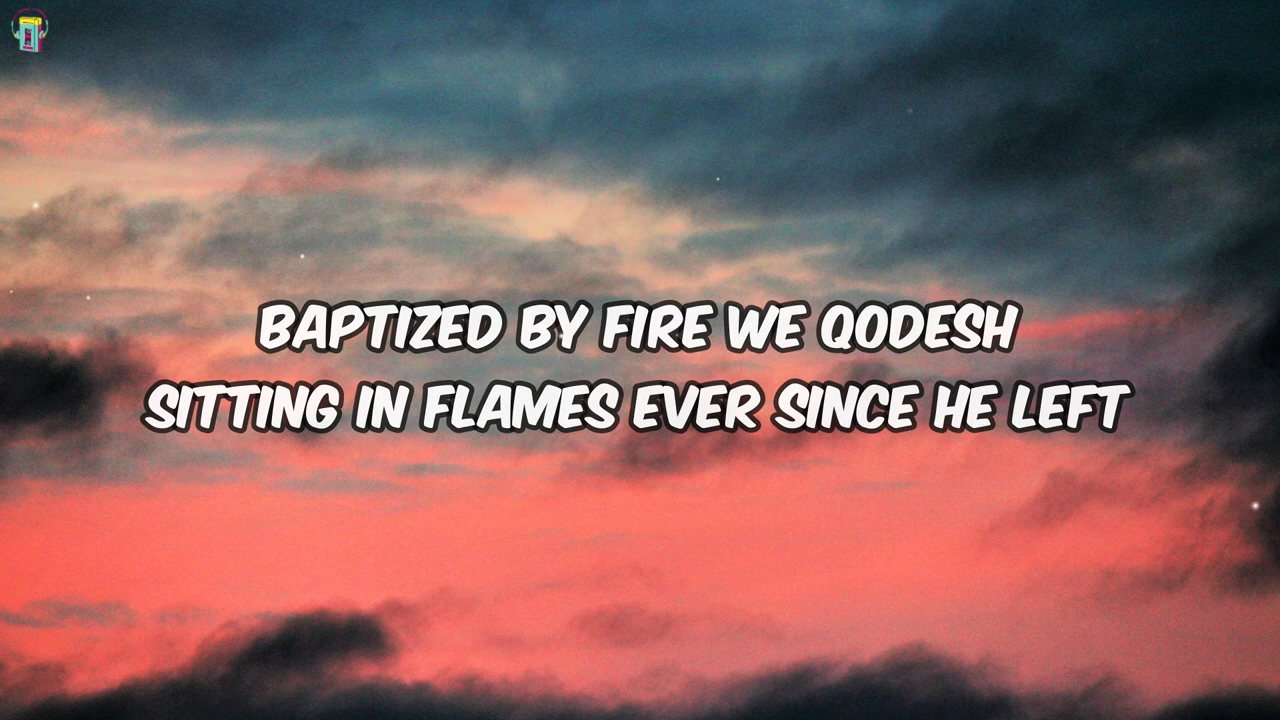 BAPTIZED BY FIRE WE QODESH
SITTING IN FLAMES EVER SINCE HE LEFT